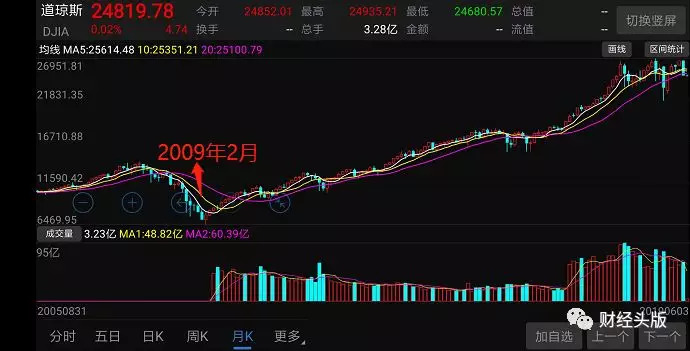 道琼斯 24819.78 今开 24852.01 最高 24935.21 最低 24680.57 总值 --
DJIA 0.02% 4.74 换手 -- 总手 3.28亿 金额 -- 流值 --
切换竖屏
均线 MA5:25614.48 10:25351.21 20:25100.79 画线 区间统计
26951.81
21831.35
16710.88
2009年2月
11590.42
6469.95
成交量 3.23亿 MA1:48.82亿 MA2:60.39亿
95亿
20050831 20190603
财经头版
分时 五日 日K 周K 月K 更多 加自选 上一个 下一个